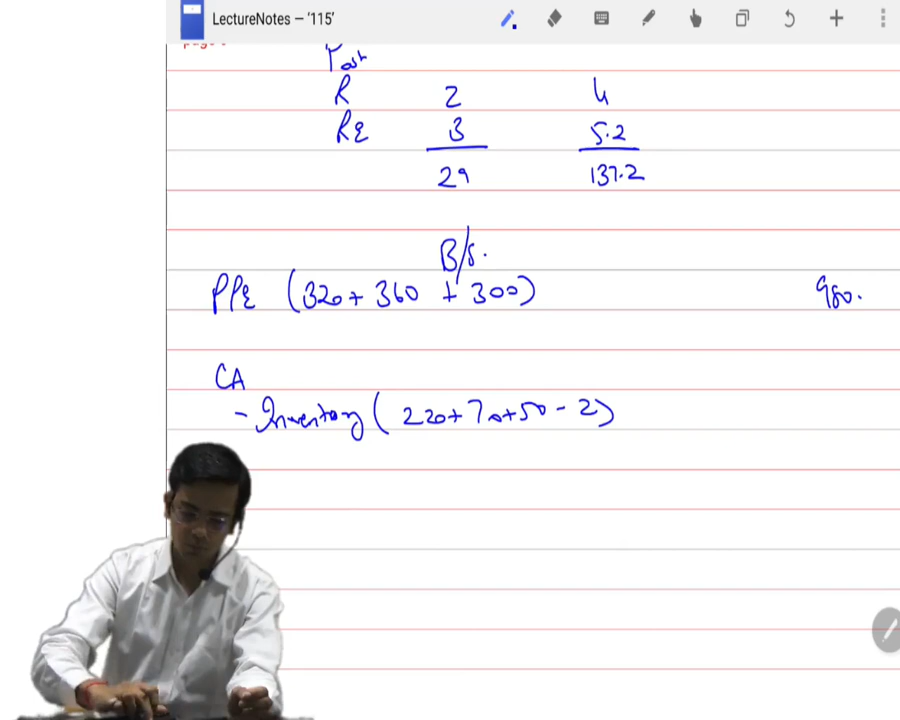 LectureNotes – ‘115’
Post
R 2 4
RE 3 5.2
29 137.2
B/S.
PPE (320+360 + 300) 980.
CA
- Inventory ( 220+70+50-2)